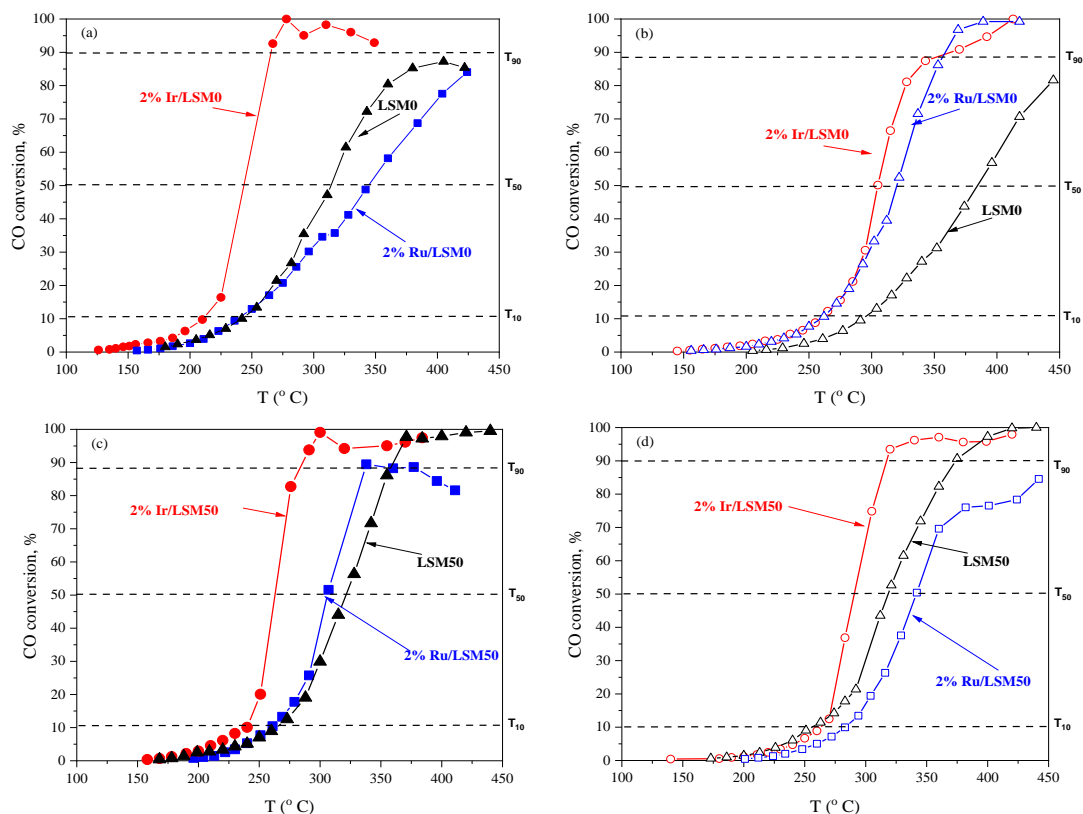 (a)
CO conversion, %
100
90
80
70
60
50
40
30
20
10
0
T90
T50
T10
2% Ir/LSM0
LSM0
2% Ru/LSM0
100 150 200 250 300 350 400 450
T (° C)
(b)
CO conversion, %
100
90
80
70
60
50
40
30
20
10
0
T90
T50
T10
2% Ru/LSM0
2% Ir/LSM0
LSM0
100 150 200 250 300 350 400 450
T (° C)
(c)
CO conversion, %
100
90
80
70
60
50
40
30
20
10
0
T90
T50
T10
2% Ir/LSM50
LSM50
2% Ru/LSM50
100 150 200 250 300 350 400 450
T (° C)
(d)
CO conversion, %
100
90
80
70
60
50
40
30
20
10
0
T90
T50
T10
2% Ir/LSM50
LSM50
2% Ru/LSM50
100 150 200 250 300 350 400 450
T (° C)